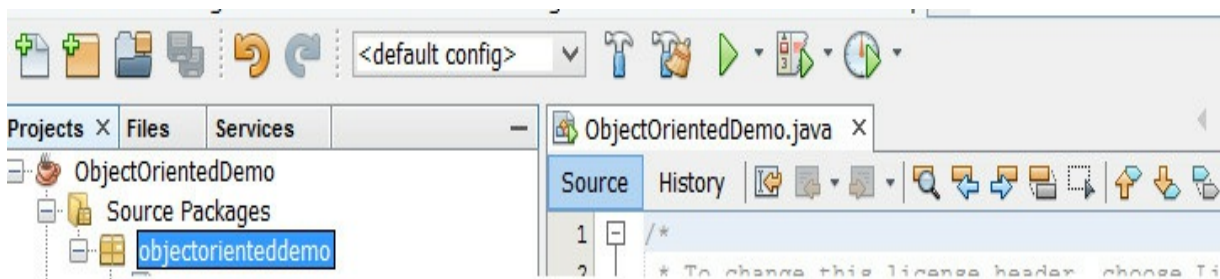 <default config>
Projects Files Services
ObjectOrientedDemo.java
ObjectOrientedDemo
Source History
Source Packages
objectorienteddemo
1 /*
2 * To change this license header, choose Li